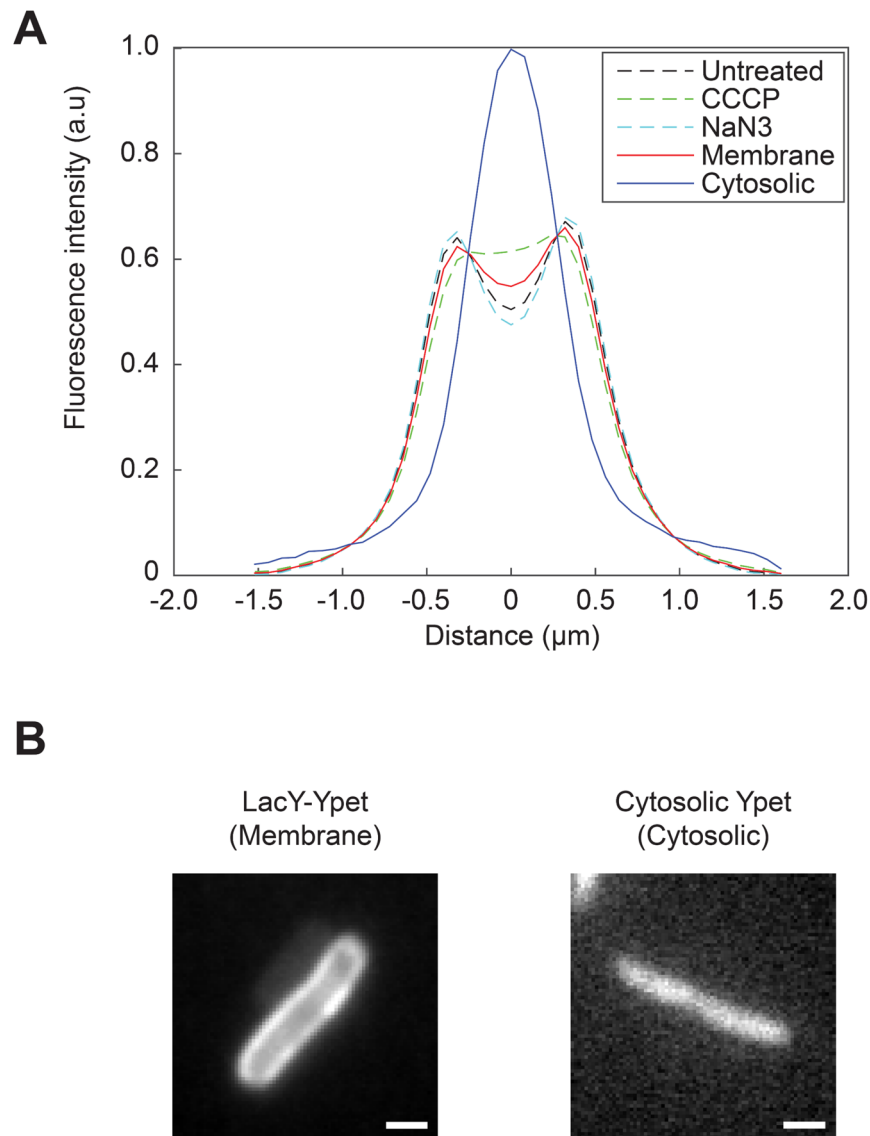 A
1.0
0.8
0.6
0.4
0.2
0
Fluorescence intensity (a.u)
Untreated
CCCP
NaN3
Membrane
Cytosolic
-2.0 -1.5 -1.0 -0.5 0 0.5 1.0 1.5 2.0
Distance (µm)
B
LacY-Ypet
(Membrane)
Cytosolic Ypet
(Cytosolic)